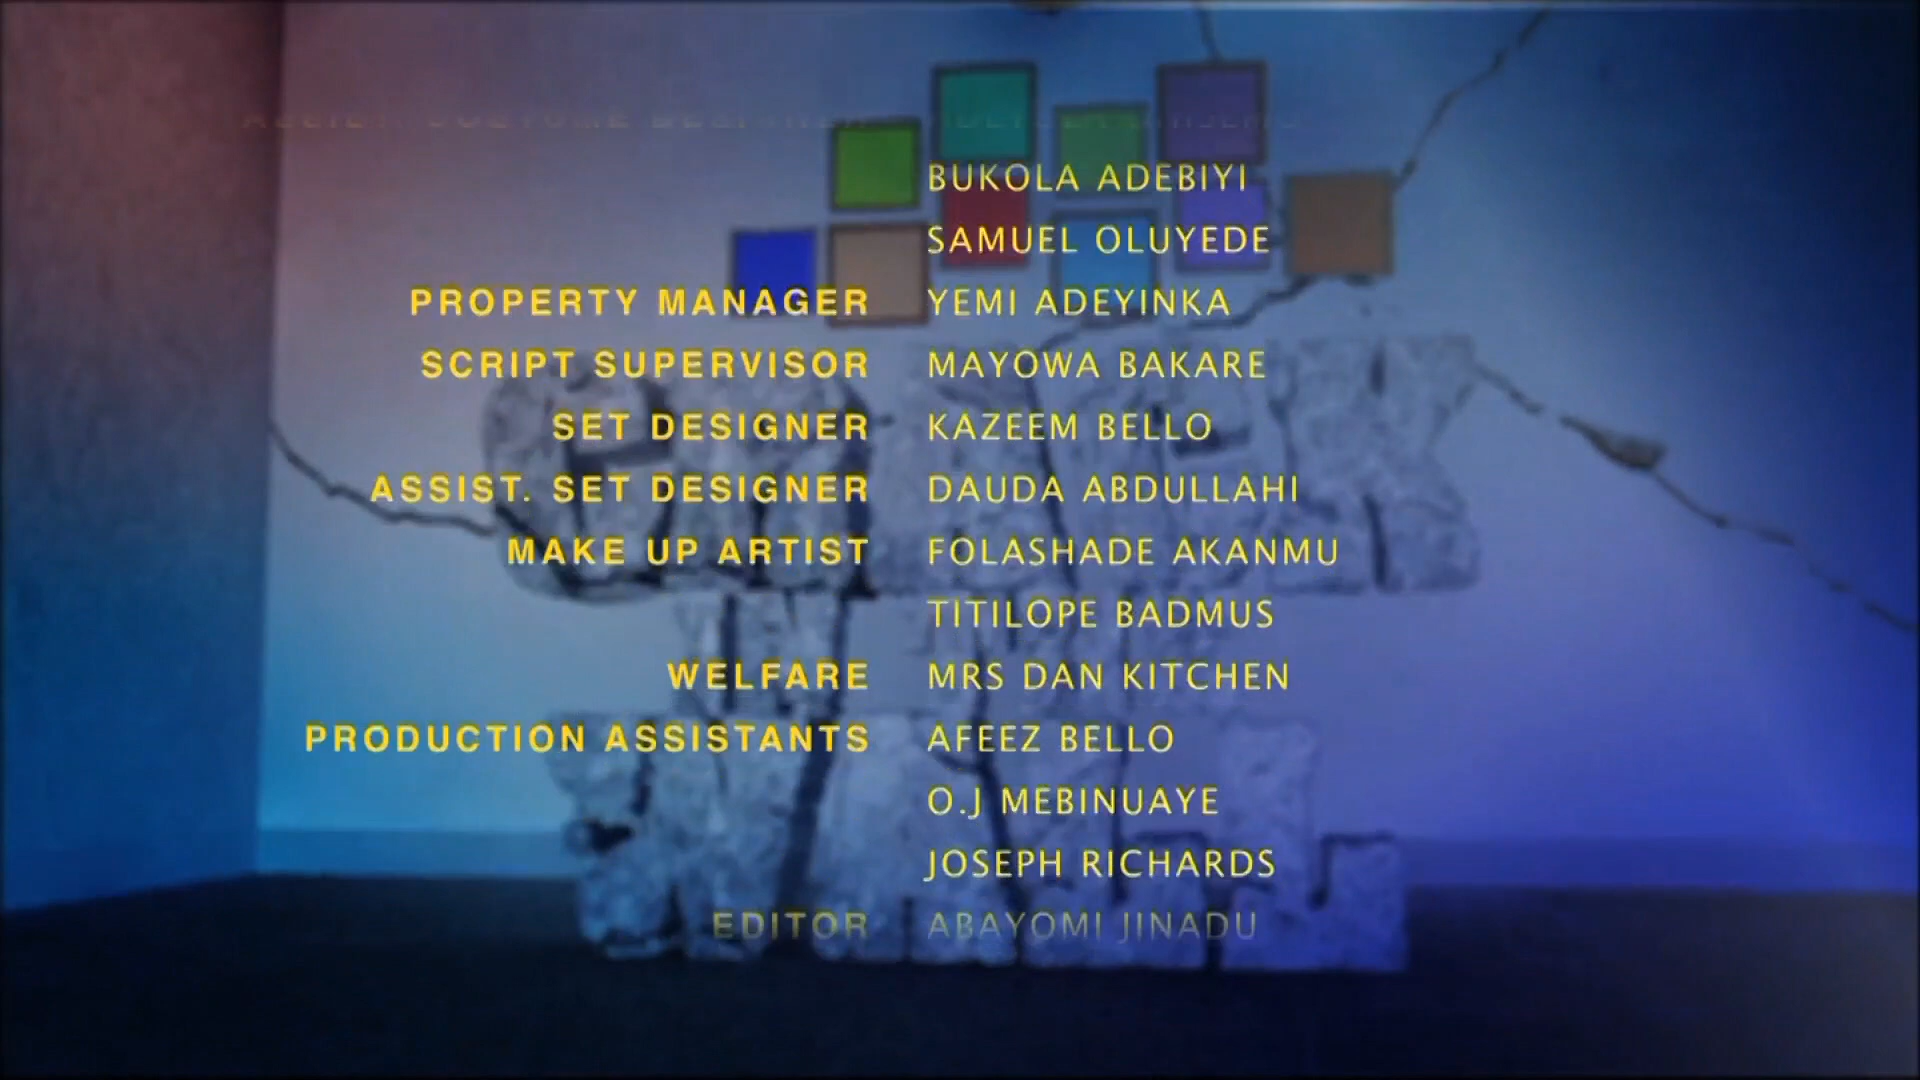 BUKOLA ADEBIYI
SAMUEL OLUYEDE
PROPERTY MANAGER YEMI ADEYINKA
SCRIPT SUPERVISOR MAYOWA BAKARE
SET DESIGNER KAZEEM BELLO
ASSIST. SET DESIGNER DAUDA ABDULLAHI
MAKE UP ARTIST FOLASHADE AKANMU
TITILOPE BADMUS
WELFARE MRS DAN KITCHEN
PRODUCTION ASSISTANTS AFEEZ BELLO
O.J MEBINUAYE
JOSEPH RICHARDS
EDITOR ABAYOMI JINADU